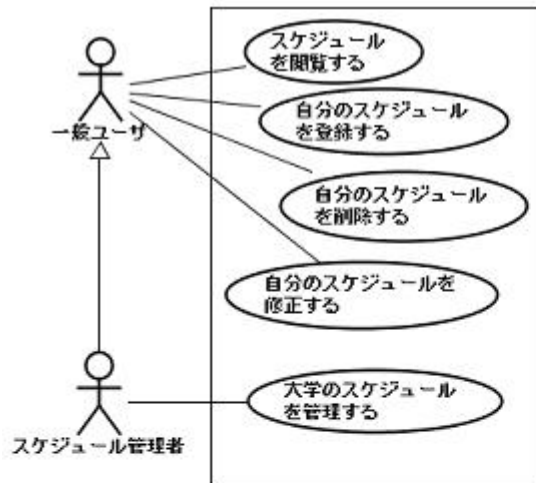 スケジュール
を閲覧する
一般ユーザ
自分のスケジュール
を登録する
自分のスケジュール
を削除する
自分のスケジュールを
修正する
大学のスケジュール
を管理する
スケジュール管理者